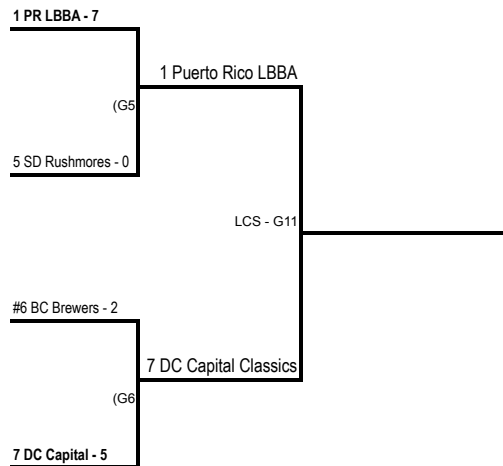 1 PR LBBA - 7
1 Puerto Rico LBBA
(G5
5 SD Rushmores - 0
LCS - G11
#6 BC Brewers - 2
7 DC Capital Classics
(G6
7 DC Capital - 5